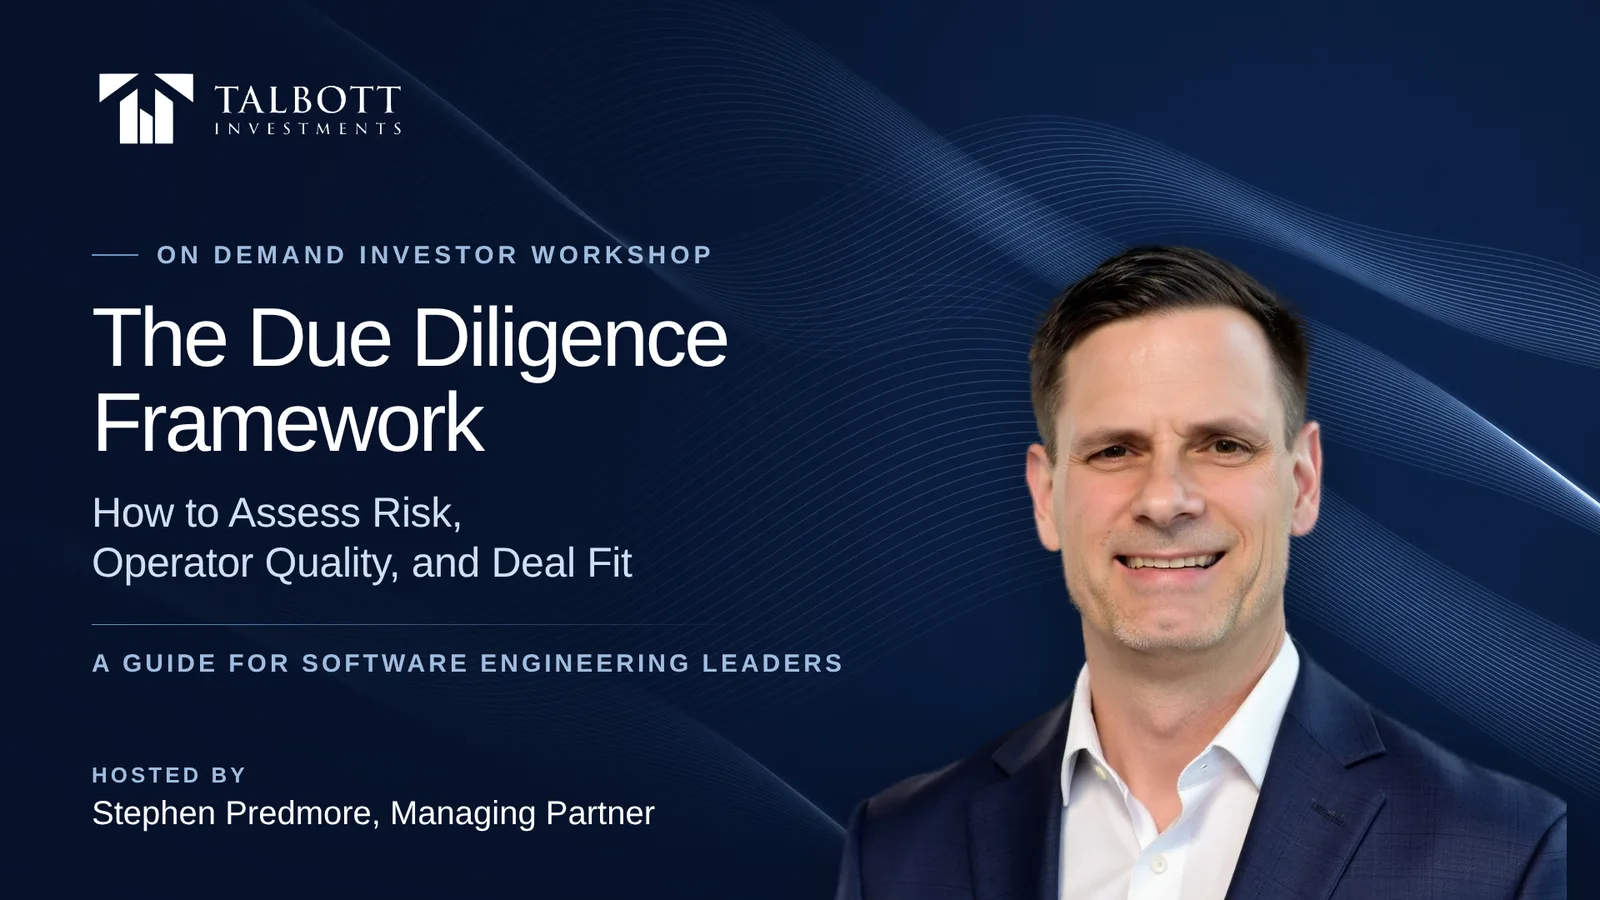 TALBOTT
INVESTMENTS
ON DEMAND INVESTOR WORKSHOP
The Due Diligence
Framework
How to Assess Risk,
Operator Quality, and Deal Fit
A GUIDE FOR SOFTWARE ENGINEERING LEADERS
HOSTED BY
Stephen Predmore, Managing Partner